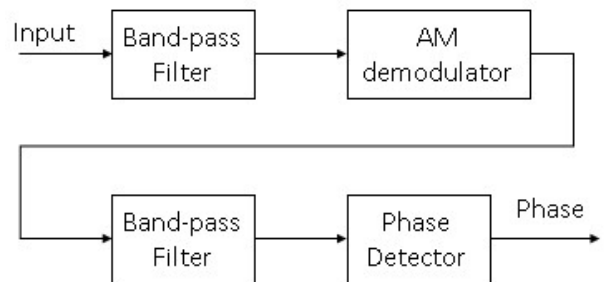 Input
Band-pass
Filter
AM
demodulator
Band-pass
Filter
Phase
Detector
Phase